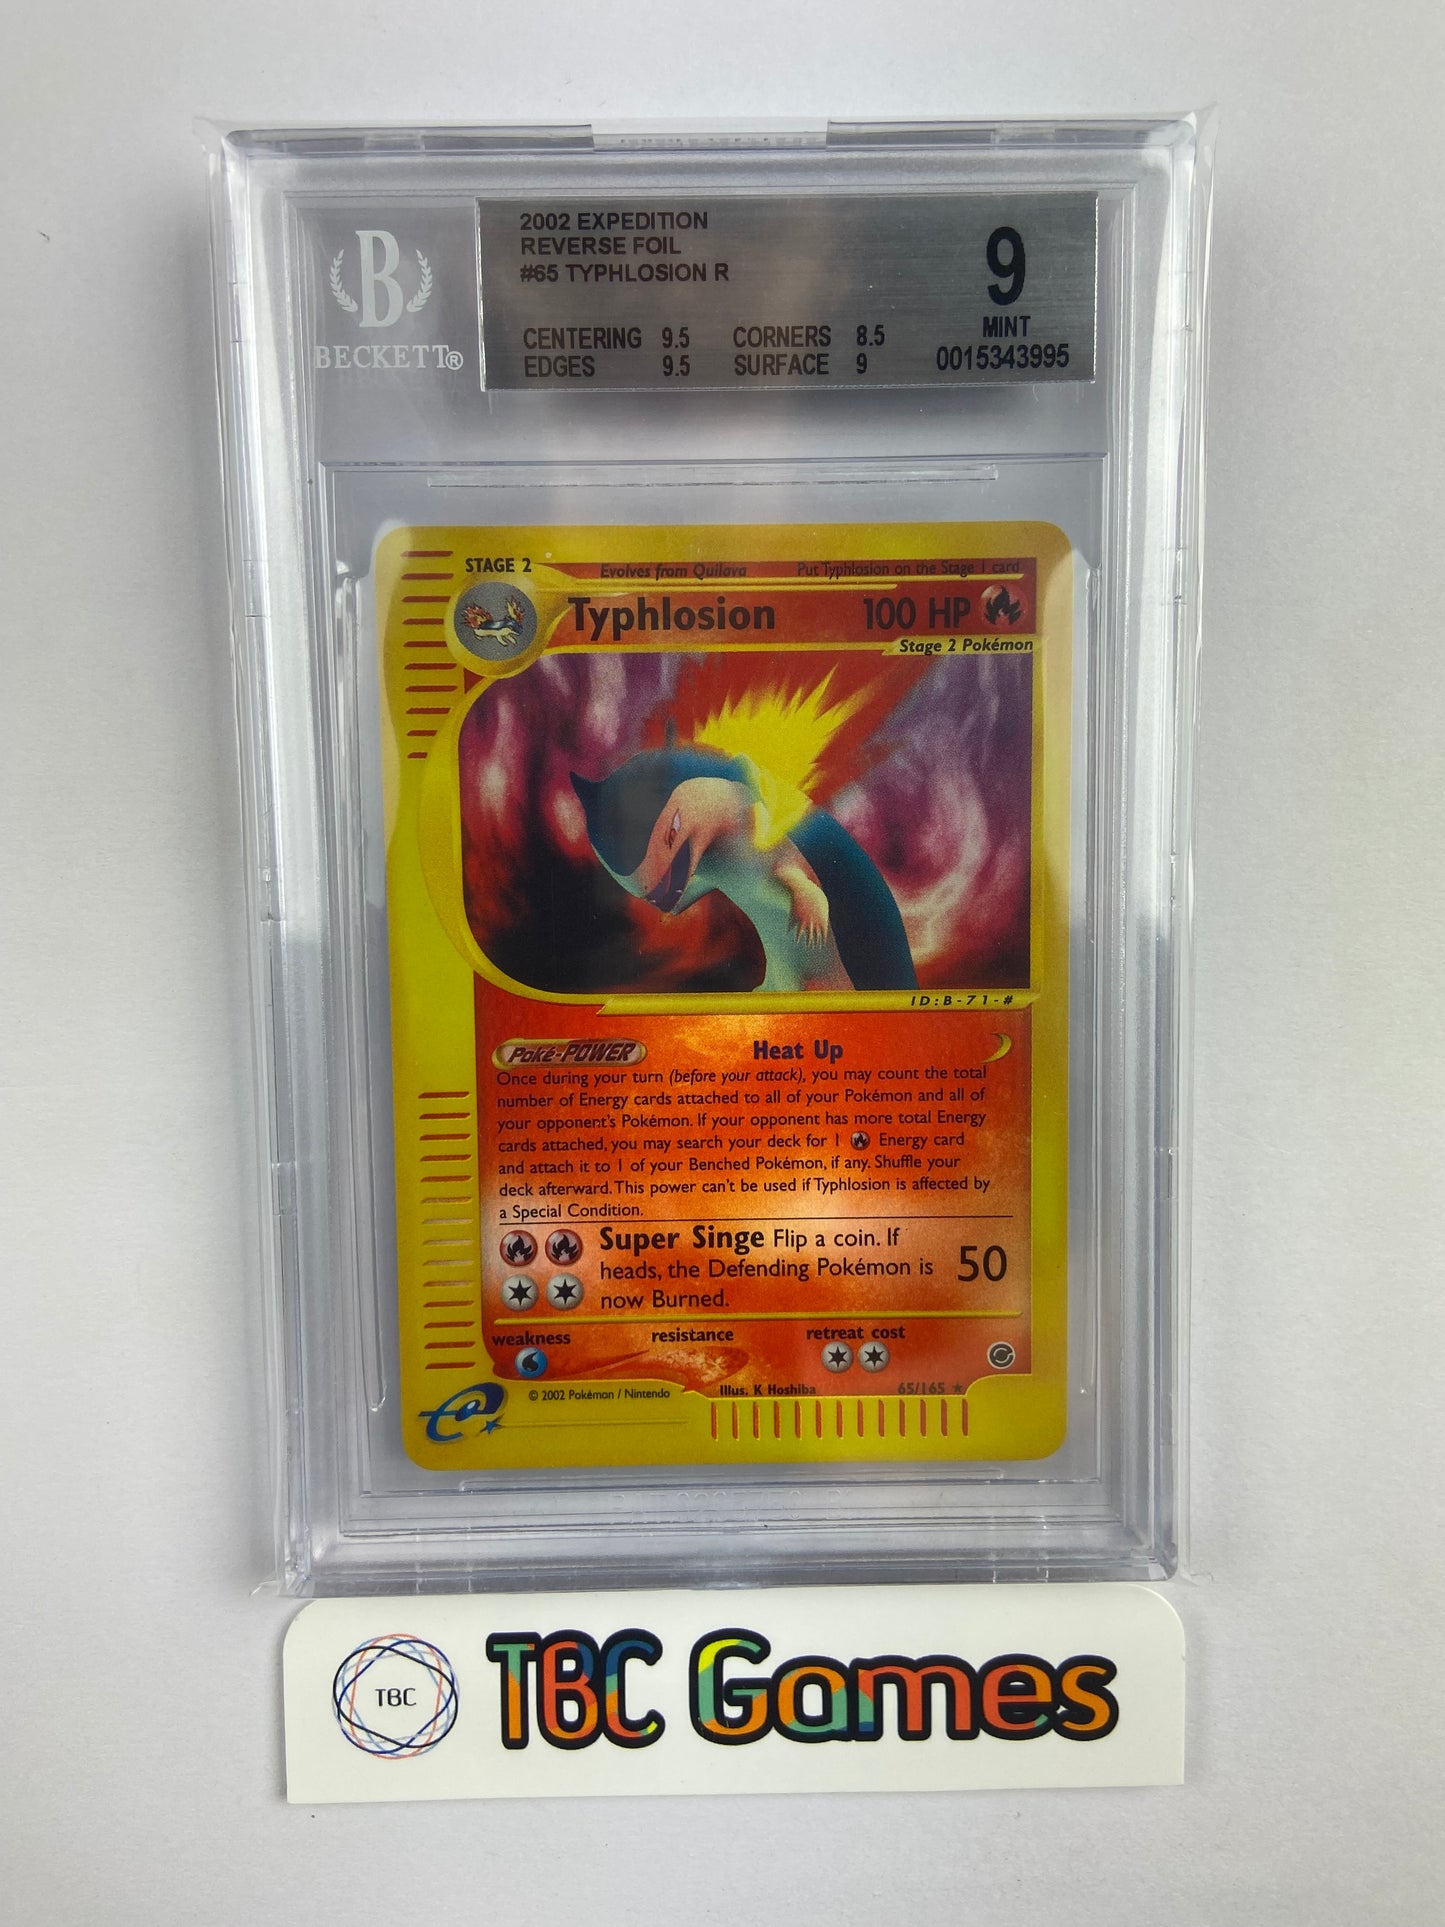 2002 EXPEDITION
REVERSE FOIL
#65 TYPHLOSION R
9
MINT
0015343995
CENTERING 9.5 CORNERS 8.5
EDGES 9.5 SURFACE 9
B
BECKETT®
STAGE 2
Evolves from Quilava
Put Typhlosion on the Stage 1 card
Typhlosion 100 HP
Stage 2 Pokémon
ID:B-71-#
Poké-POWER Heat Up
Once during your turn (before your attack), you may count the total
number of Energy cards attached to all of your Pokémon and all of
your opponent's Pokémon. If your opponent has more total Energy
cards attached, you may search your deck for 1 Energy card
and attach it to 1 of your Benched Pokémon, if any. Shuffle your
deck afterward. This power can't be used if Typhlosion is affected by
a Special Condition.
Super Singe Flip a coin. If
heads, the Defending Pokémon is
now Burned.
50
weakness resistance retreat cost
© 2002 Pokémon / Nintendo
Illus. K Hoshiba
65/165 ★
e
TBC
TBC Games